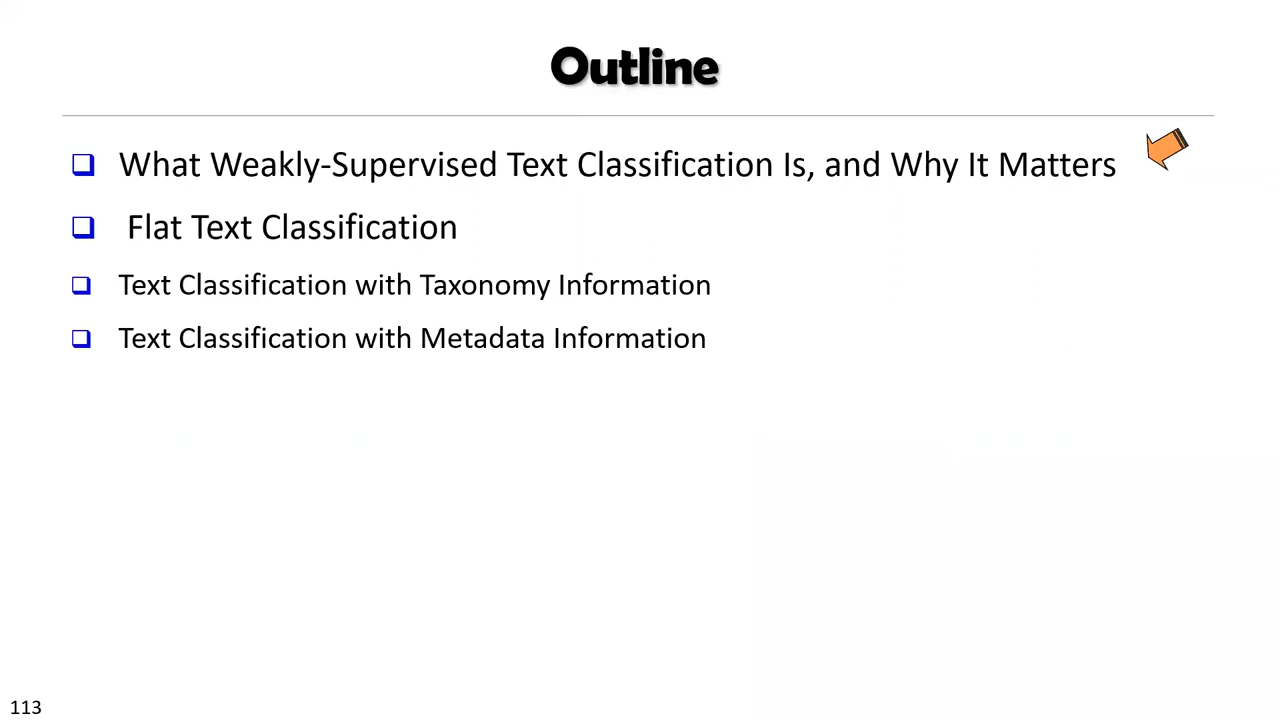 Outline
What Weakly-Supervised Text Classification Is, and Why It Matters
Flat Text Classification
Text Classification with Taxonomy Information
Text Classification with Metadata Information
113